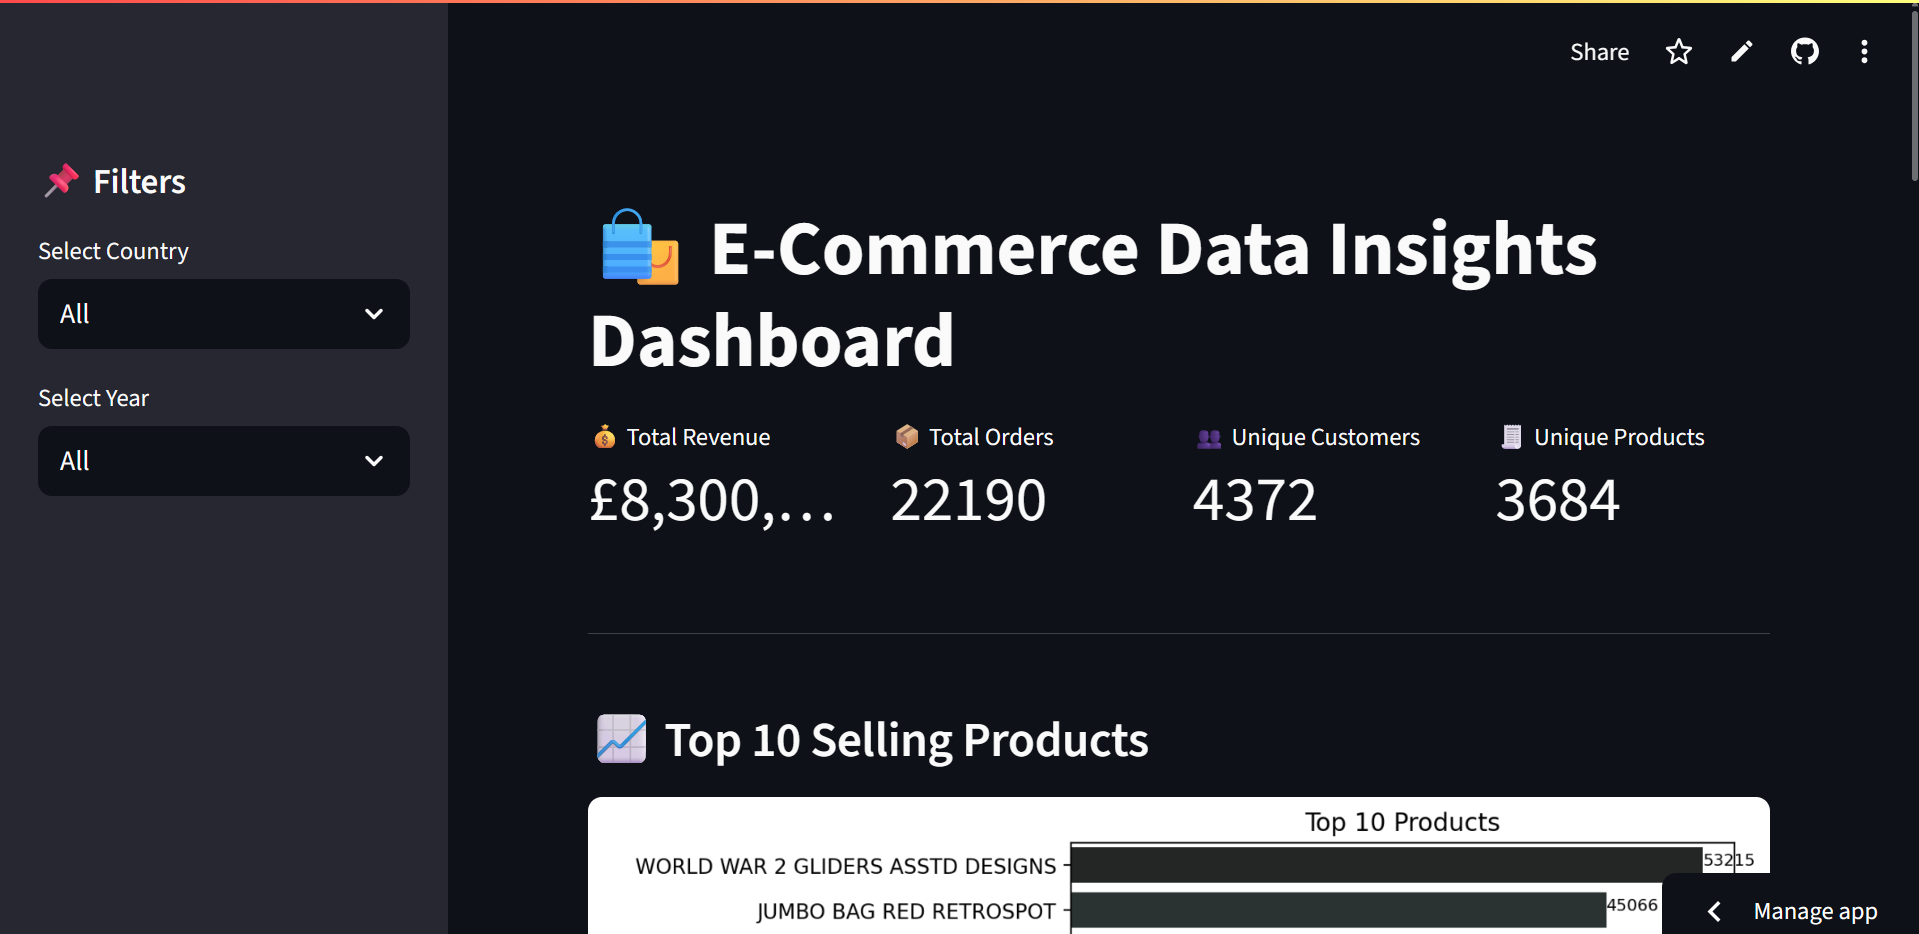 Share
Filters
Select Country
All
Select Year
All
E-Commerce Data Insights
Dashboard
Total Revenue
£8,300,...
Total Orders
22190
Unique Customers
4372
Unique Products
3684
Top 10 Selling Products
Top 10 Products
WORLD WAR 2 GLIDERS ASSTD DESIGNS
53215
JUMBO BAG RED RETROSPOT
45066
Manage app